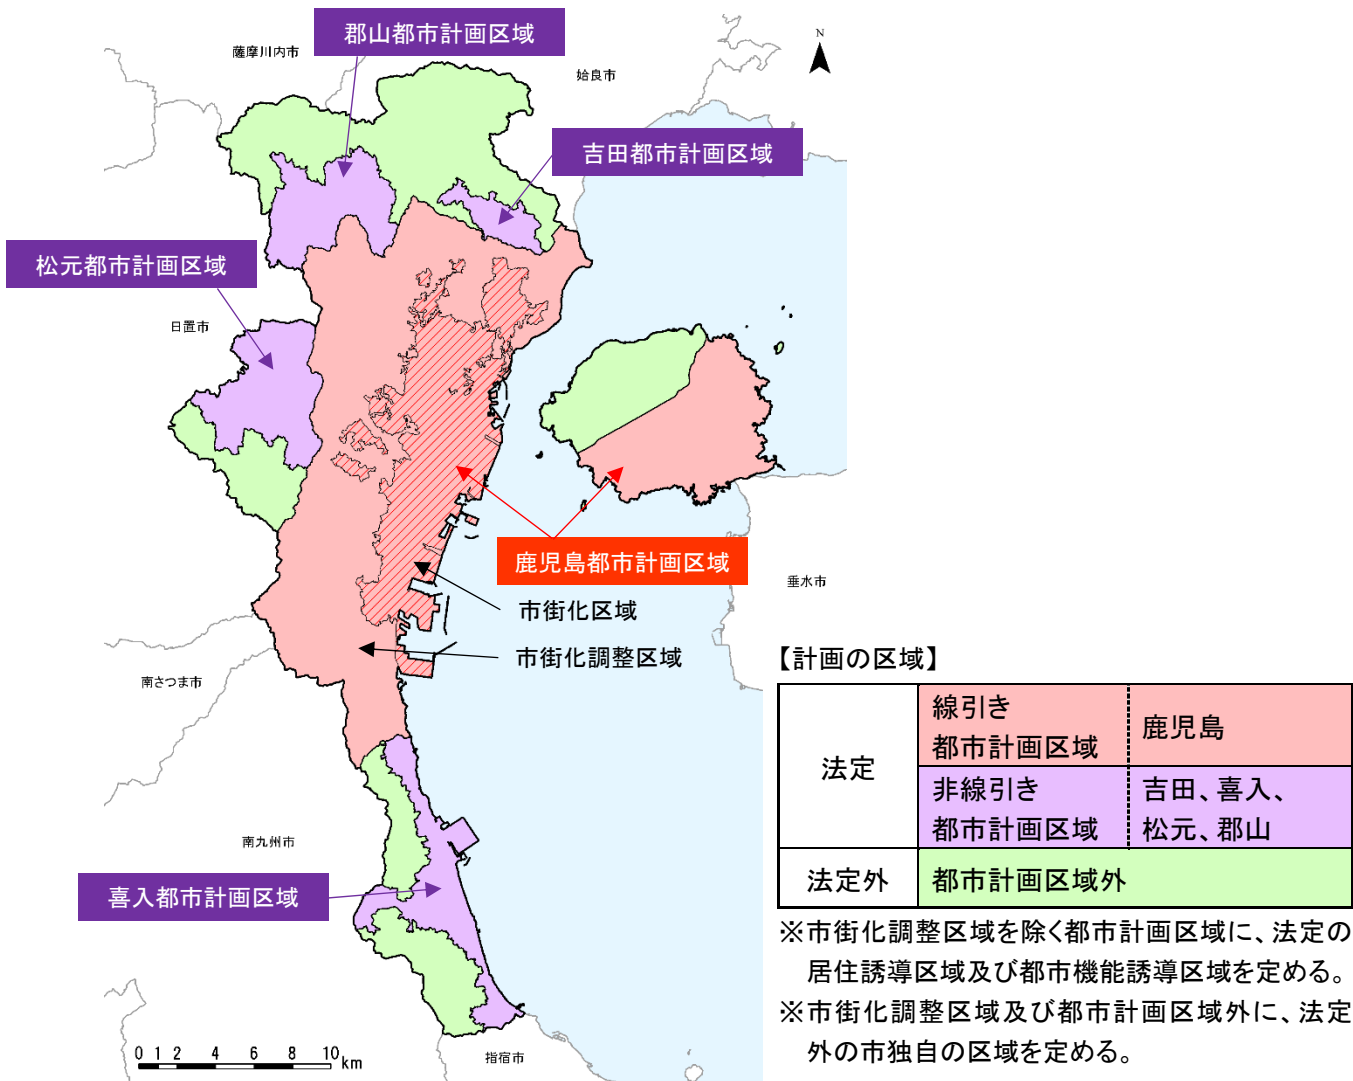 郡山都市計画区域
薩摩川内市
姶良市
N
吉田都市計画区域
松元都市計画区域
日置市
鹿児島都市計画区域
垂水市
市街化区域
市街化調整区域
南さつま市
南九州市
喜入都市計画区域
指宿市
0 1 2 4 6 8 10 km
【計画の区域】
法定
線引き
都市計画区域
鹿児島
非線引き
都市計画区域
吉田、喜入、
松元、郡山
法定外
都市計画区域外
※市街化調整区域を除く都市計画区域に、法定の
居住誘導区域及び都市機能誘導区域を定める。
※市街化調整区域及び都市計画区域外に、法定
外の市独自の区域を定める。